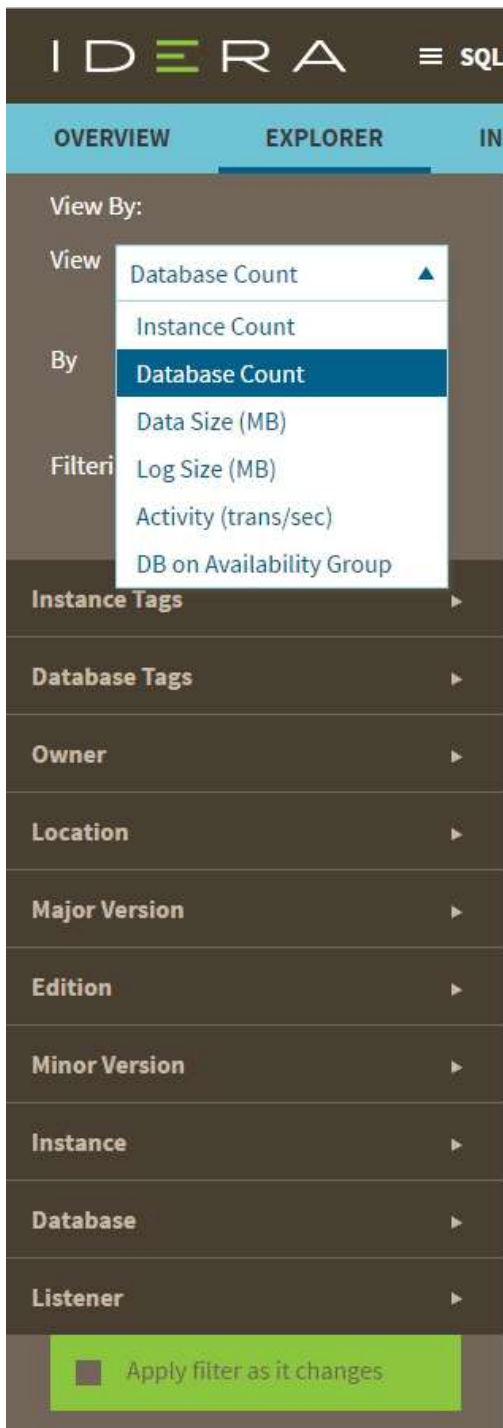 IDERA ≡ SQL
OVERVIEW EXPLORER IN
View By:
View Database Count
Instance Count
By
Database Count
Data Size (MB)
Filteri Log Size (MB)
Activity (trans/sec)
DB on Availability Group
Instance Tags
Database Tags
Owner
Location
Major Version
Edition
Minor Version
Instance
Database
Listener
Apply filter as it changes